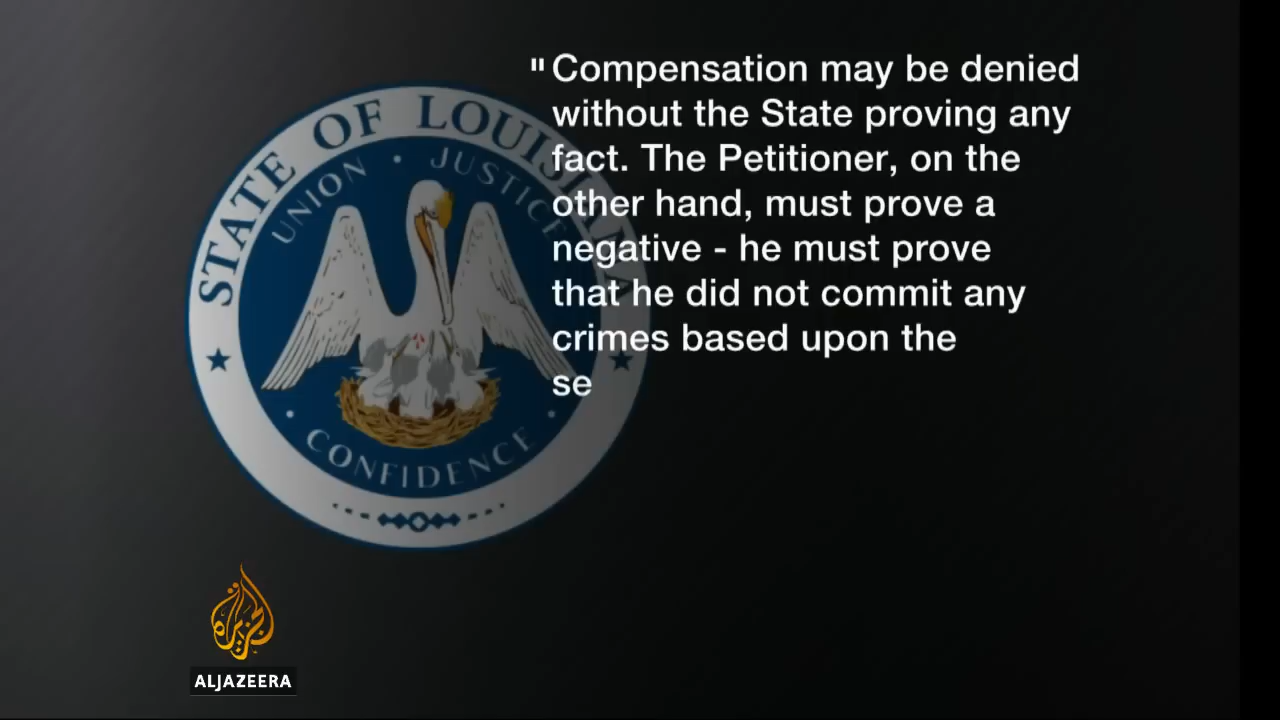 " Compensation may be denied
without the State proving any
fact. The Petitioner, on the
other hand, must prove a
negative - he must prove
that he did not commit any
crimes based upon the
se
STATE OF LOUISIANA
UNION · JUSTICE
CONFIDENCE
الجزيرة
ALJAZEERA